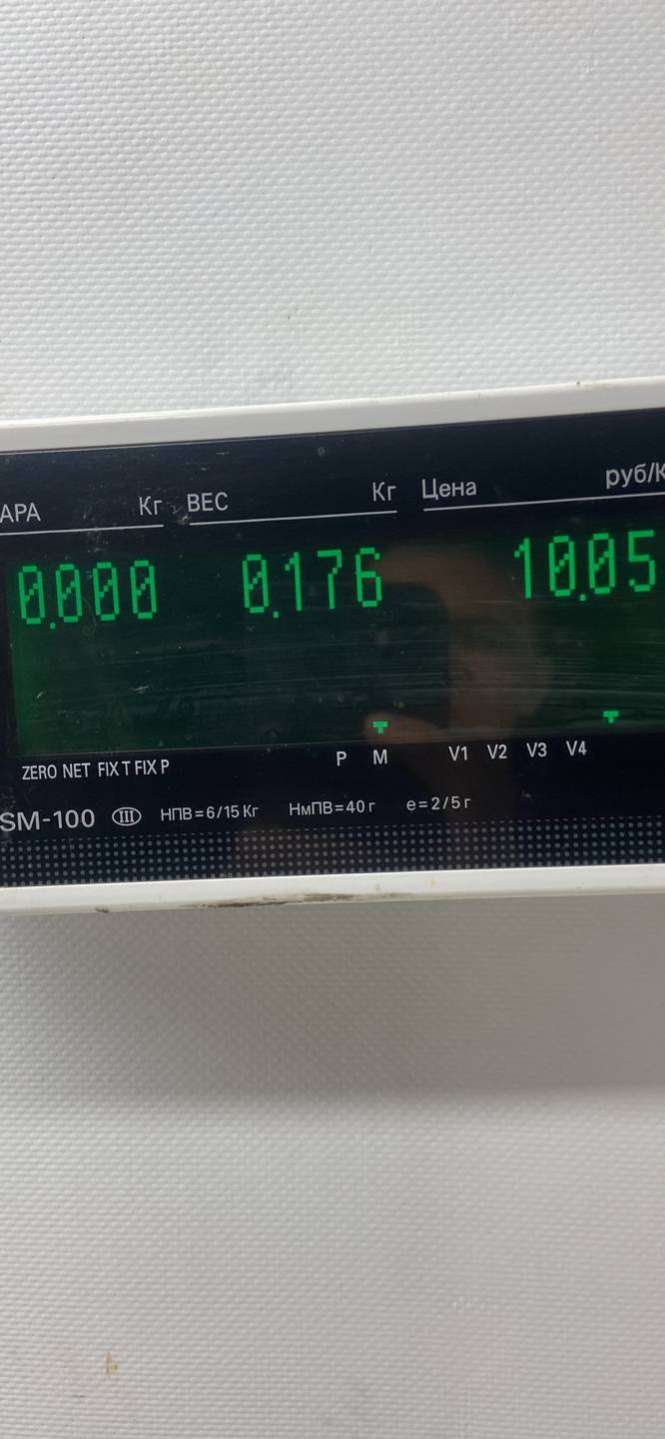 АРА Кг ВЕС Кг Цена руб/К
0.000 0.176 10.05
ZERO NET FIX T FIX P P M V1 V2 V3 V4
SM-100 III НПВ=6/15 Кг НмПВ=40 г е=2/5 г